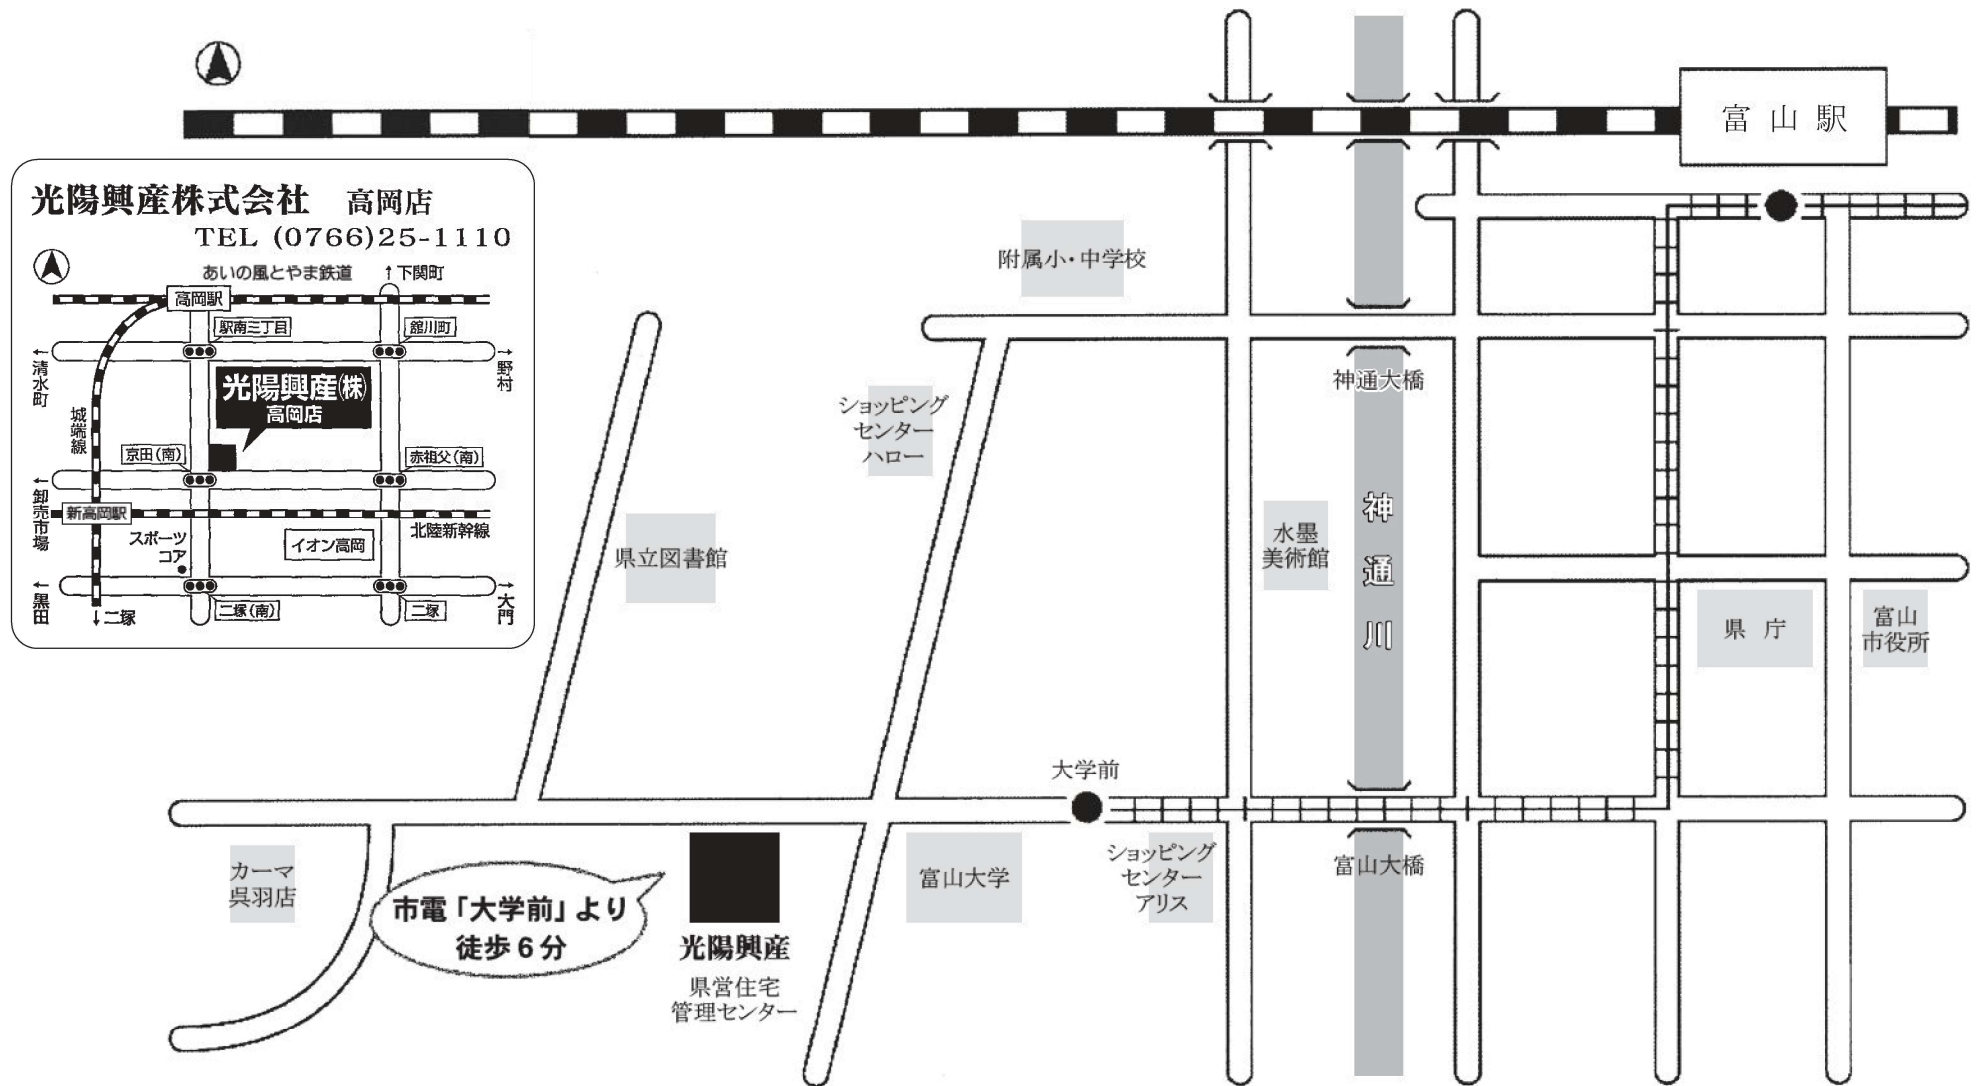 富山駅
光陽興産株式会社 高岡店
TEL (0766)25-1110
あいの風とやま鉄道
↑下関町
高岡駅
駅南三丁目
舘川町
←清水町
→野村
光陽興産㈱
高岡店
城端線
京田(南)
赤祖父(南)
←卸売市場
新高岡駅
北陸新幹線
スポーツ
コア
イオン高岡
←黒田
↓二塚
二塚(南)
二塚
→大門
附属小・中学校
神通大橋
ショッピング
センター
ハロー
県立図書館
水墨
美術館
神通川
県庁
富山
市役所
大学前
カーマ
呉羽店
市電「大学前」より
徒歩6分
光陽興産
県営住宅
管理センター
富山大学
ショッピング
センター
アリス
富山大橋